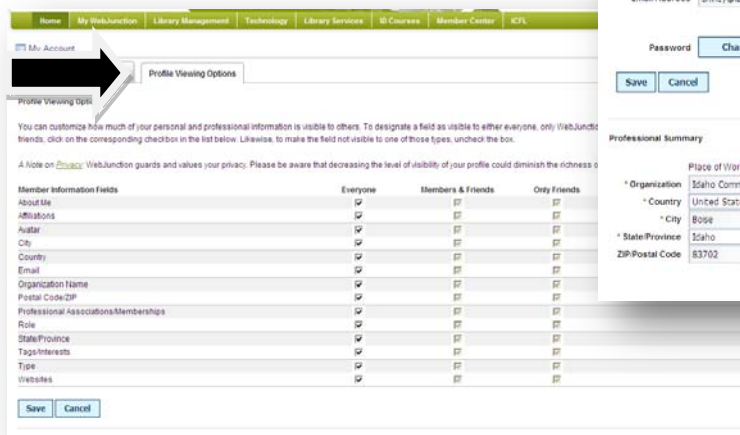 Home My WebJunction Library Management Technology Library Services ID Courses Member Center ICFL
My Account
Profile Viewing Options
Profile Viewing
You can customize how much of your personal and professional information is visible to others. To designate a field as visible to either everyone, only WebJunction
friends, click on the corresponding checkbox in the list below. Likewise, to make the field not visible to one of those types, uncheck the box.
A Note on Privacy: WebJunction guards and values your privacy. Please be aware that decreasing the level of visibility of your profile could diminish the richness
Member Information Fields Everyone Members & Friends Only Friends
About Me
Affiliations
Avatar
City
Country
Email
Organization Name
Postal Code/ZIP
Professional Associations/Memberships
Role
State/Province
Tags/Interests
Type
Websites
Save Cancel
Password
Save Cancel
Professional Summary
Place of
* Organization Idaho
* Country United
* City Boise
* State/Province Idaho
ZIP/Postal Code 83702